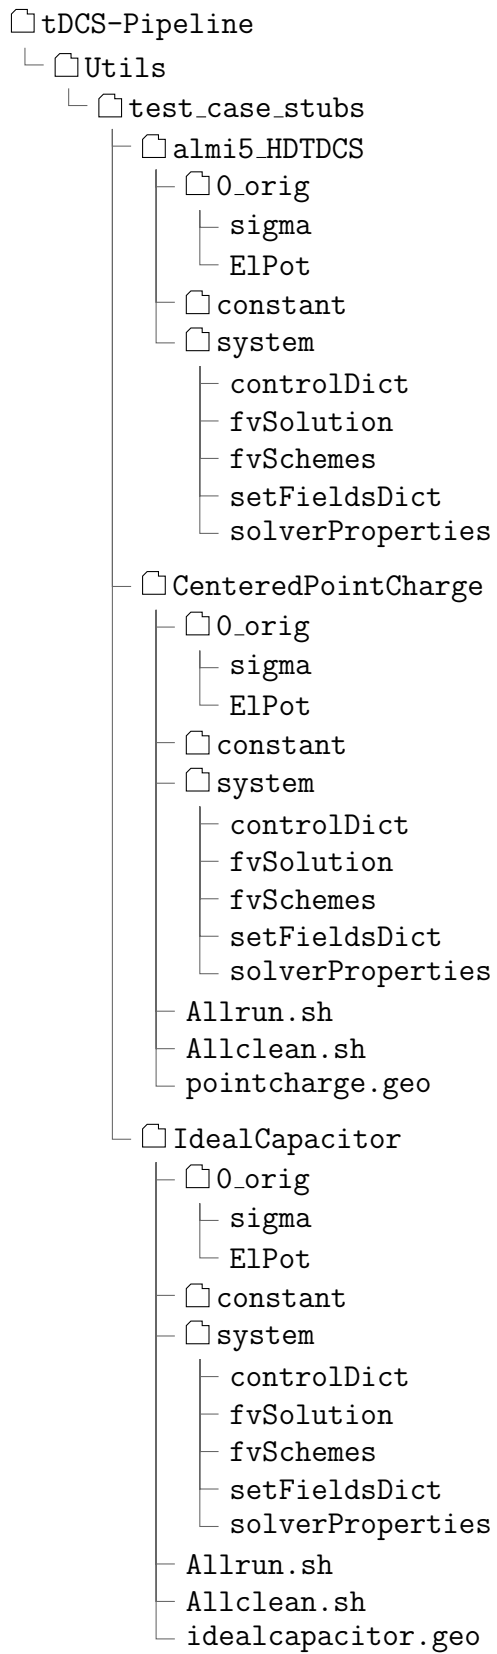 tDCS-Pipeline
Utils
test_case_stubs
almi5_HDTDCS
0_orig
sigma
ElPot
constant
system
controlDict
fvSolution
fvSchemes
setFieldsDict
solverProperties
CenteredPointCharge
0_orig
sigma
ElPot
constant
system
controlDict
fvSolution
fvSchemes
setFieldsDict
solverProperties
Allrun.sh
Allclean.sh
pointcharge.geo
IdealCapacitor
0_orig
sigma
ElPot
constant
system
controlDict
fvSolution
fvSchemes
setFieldsDict
solverProperties
Allrun.sh
Allclean.sh
idealcapacitor.geo